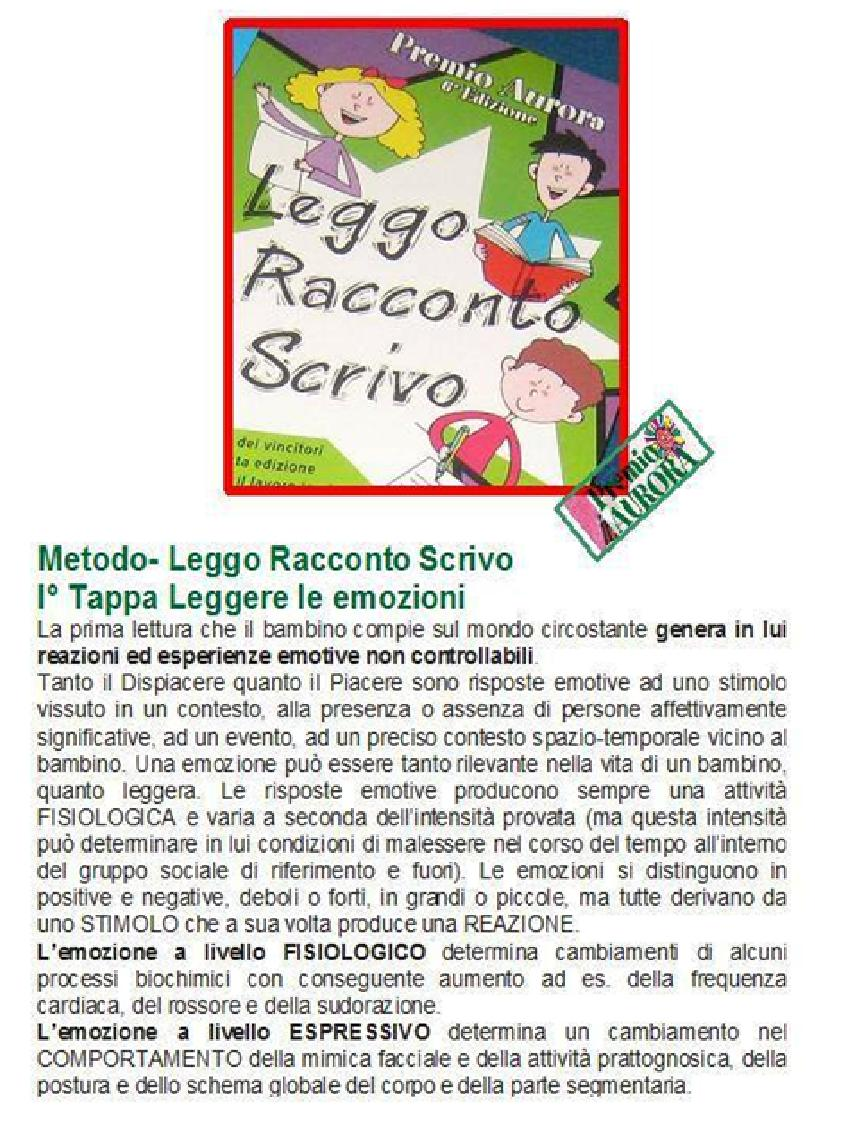 Premio Aurora
6° Edizione
Leggo
Racconto
Scrivo
dei vincitori
ta edizione
il lavoro
Premio
AURORA
Metodo- Leggo Racconto Scrivo
I° Tappa Leggere le emozioni
La prima lettura che il bambino compie sul mondo circostante genera in lui
reazioni ed esperienze emotive non controllabili.
Tanto il Dispiacere quanto il Piacere sono risposte emotive ad uno stimolo
vissuto in un contesto, alla presenza o assenza di persone affettivamente
significative, ad un evento, ad un preciso contesto spazio-temporale vicino al
bambino. Una emozione può essere tanto rilevante nella vita di un bambino,
quanto leggera. Le risposte emotive producono sempre una attività
FISIOLOGICA e varia a seconda dell'intensità provata (ma questa intensità
può determinare in lui condizioni di malessere nel corso del tempo all'interno
del gruppo sociale di riferimento e fuori). Le emozioni si distinguono in
positive e negative, deboli o forti, in grandi o piccole, ma tutte derivano da
uno STIMOLO che a sua volta produce una REAZIONE.
L'emozione a livello FISIOLOGICO determina cambiamenti di alcuni
processi biochimici con conseguente aumento ad es. della frequenza
cardiaca, del rossore e della sudorazione.
L'emozione a livello ESPRESSIVO determina un cambiamento nel
COMPORTAMENTO della mimica facciale e della attività prattognosica, della
postura e dello schema globale del corpo e della parte segmentaria.